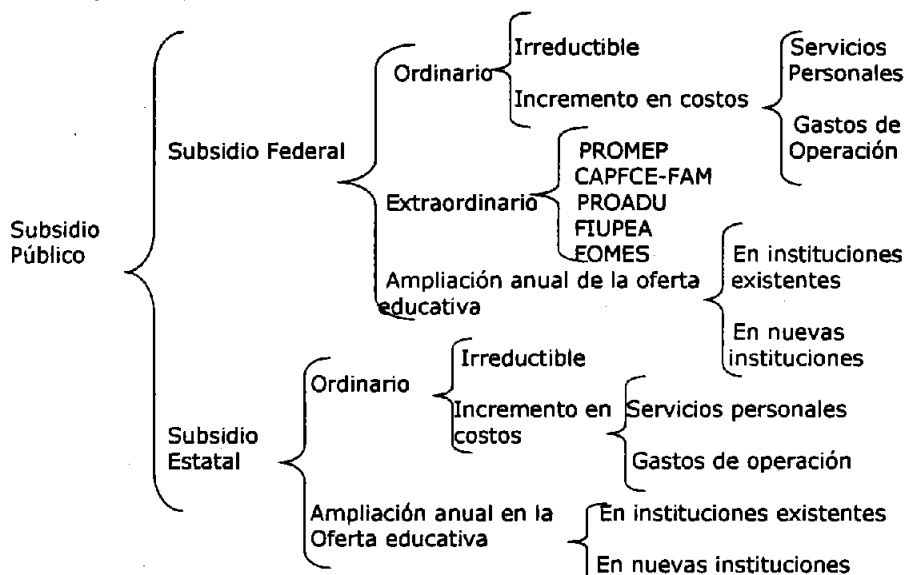 Subsidio
Público
Subsidio Federal
Ordinario
Irreductible
Incremento en costos
Servicios
Personales
Gastos de
Operación
Extraordinario
PROMEP
CAPFCE-FAM
PROADU
FIUPEA
EOMES
Ampliación anual de la oferta
educativa
En instituciones
existentes
En nuevas
instituciones
Subsidio
Estatal
Ordinario
Irreductible
Incremento en
costos
Servicios personales
Gastos de operación
Ampliación anual en la
Oferta educativa
En instituciones existentes
En nuevas instituciones